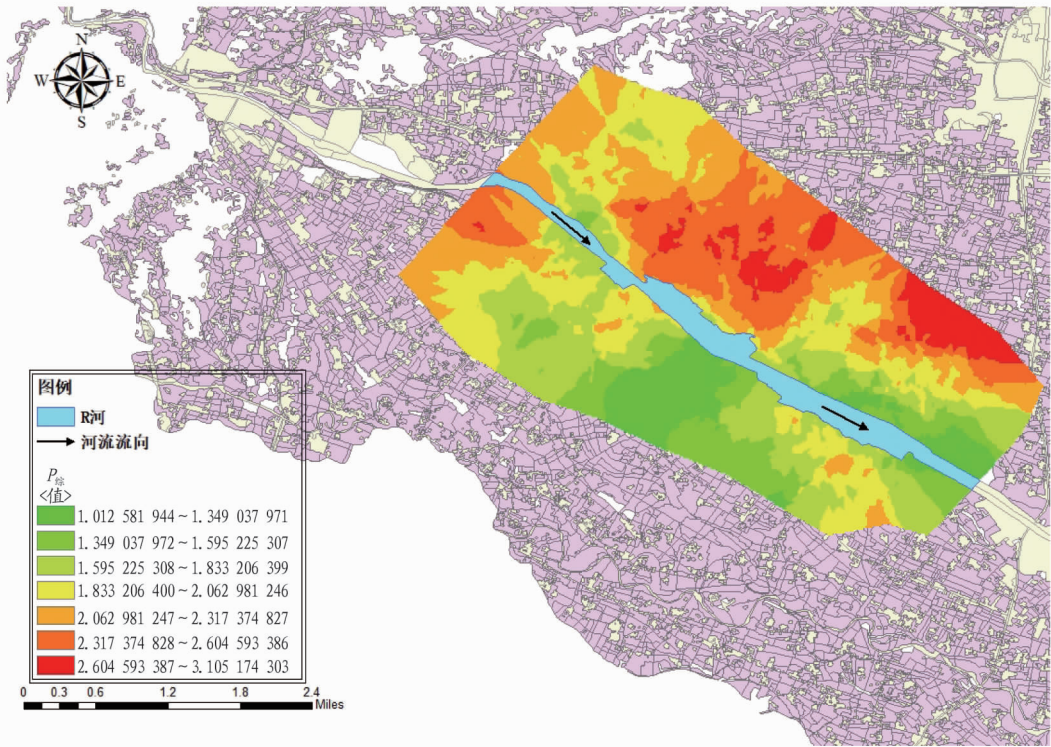 N
W E
S
图例
R河
河流流向
P综
<值>
1.012 581 944～1.349 037 971
1.349 037 972～1.595 225 307
1.595 225 308～1.833 206 399
1.833 206 400～2.062 981 246
2.062 981 247～2.317 374 827
2.317 374 828～2.604 593 386
2.604 593 387～3.105 174 303
0 0.3 0.6 1.2 1.8 2.4
Miles